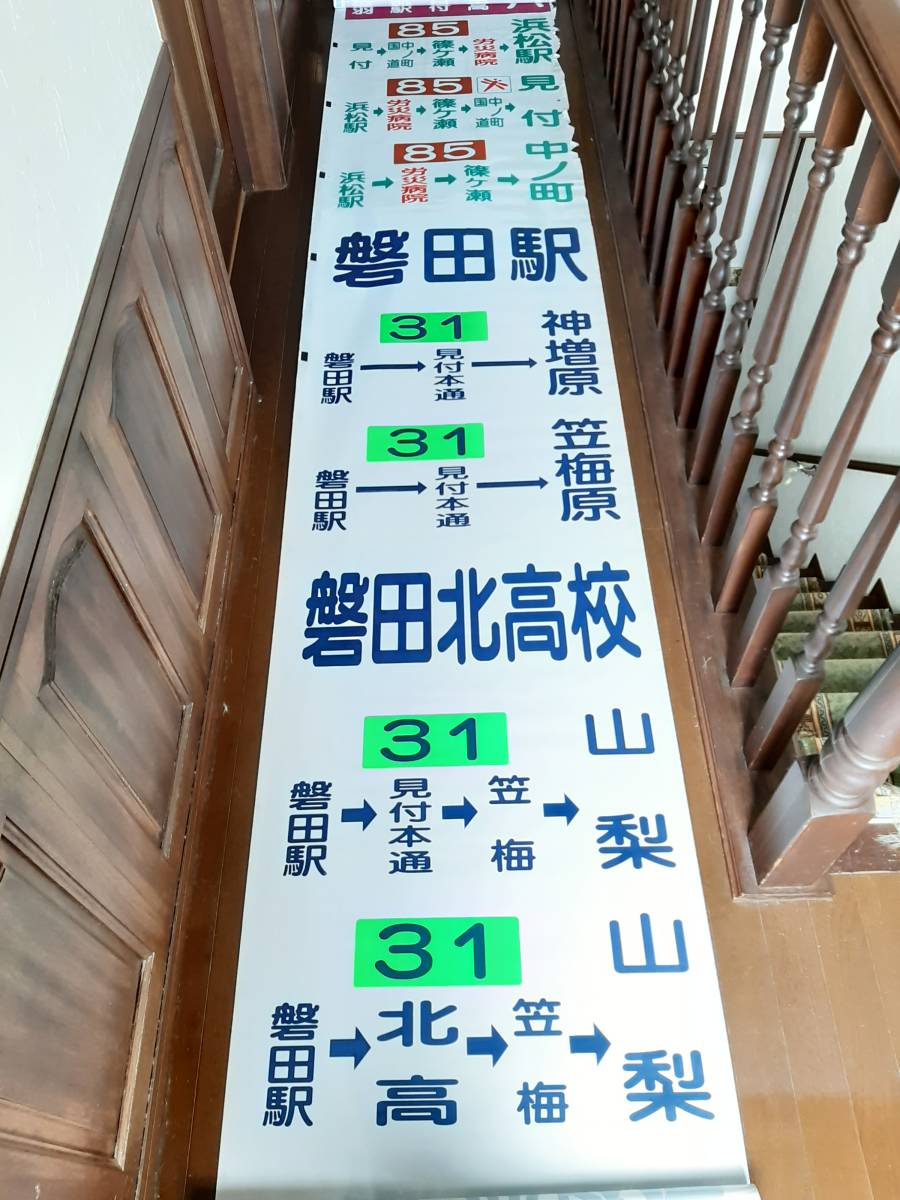 85
見付→国道→中ノ町→篠ケ瀬→労災病院→浜松駅
85
浜松駅→労災病院→篠ケ瀬→国道→中ノ町→見付
85
浜松駅→労災病院→篠ケ瀬→中ノ町
磐田駅
31
磐田駅→見付本通→神増原
31
磐田駅→見付本通→笠梅原
磐田北高校
31
磐田駅→見付本通→笠梅→山梨
31
磐田駅→北高→笠梅→山梨